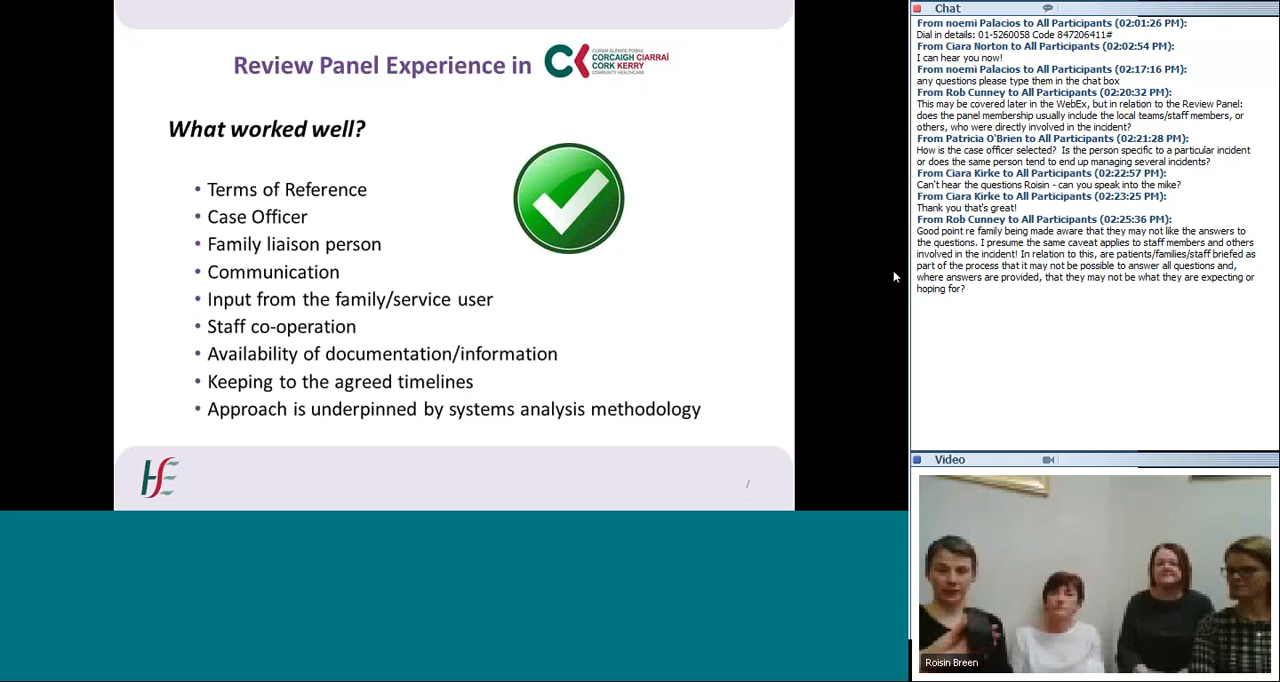 Review Panel Experience in
CÚRAM SLÁINTE POBAIL
CORCAIGH CIARRAÍ
CORK KERRY
COMMUNITY HEALTHCARE
What worked well?
• Terms of Reference
• Case Officer
• Family liaison person
• Communication
• Input from the family/service user
• Staff co-operation
• Availability of documentation/information
• Keeping to the agreed timelines
• Approach is underpinned by systems analysis methodology
/
Chat
From noemi Palacios to All Participants (02:01:26 PM):
Dial in details: 01-5260058 Code 847206411#
From Ciara Norton to All Participants (02:02:54 PM):
I can hear you now!
From noemi Palacios to All Participants (02:17:16 PM):
any questions please type them in the chat box
From Rob Cunney to All Participants (02:20:32 PM):
This may be covered later in the WebEx, but in relation to the Review Panel:
does the panel membership usually include the local teams/staff members, or
others, who were directly involved in the incident?
From Patricia O'Brien to All Participants (02:21:28 PM):
How is the case officer selected? Is the person specific to a particular incident
or does the same person tend to end up managing several incidents?
From Ciara Kirke to All Participants (02:22:57 PM):
Can't hear the questions Roisin - can you speak into the mike?
From Ciara Kirke to All Participants (02:23:25 PM):
Thank you that's great!
From Rob Cunney to All Participants (02:25:36 PM):
Good point re family being made aware that they may not like the answers to
the questions. I presume the same caveat applies to staff members and others
involved in the incident! In relation to this, are patients/families/staff briefed as
part of the process that it may not be possible to answer all questions and,
where answers are provided, that they may not be what they are expecting or
hoping for?
Video
Roisin Breen